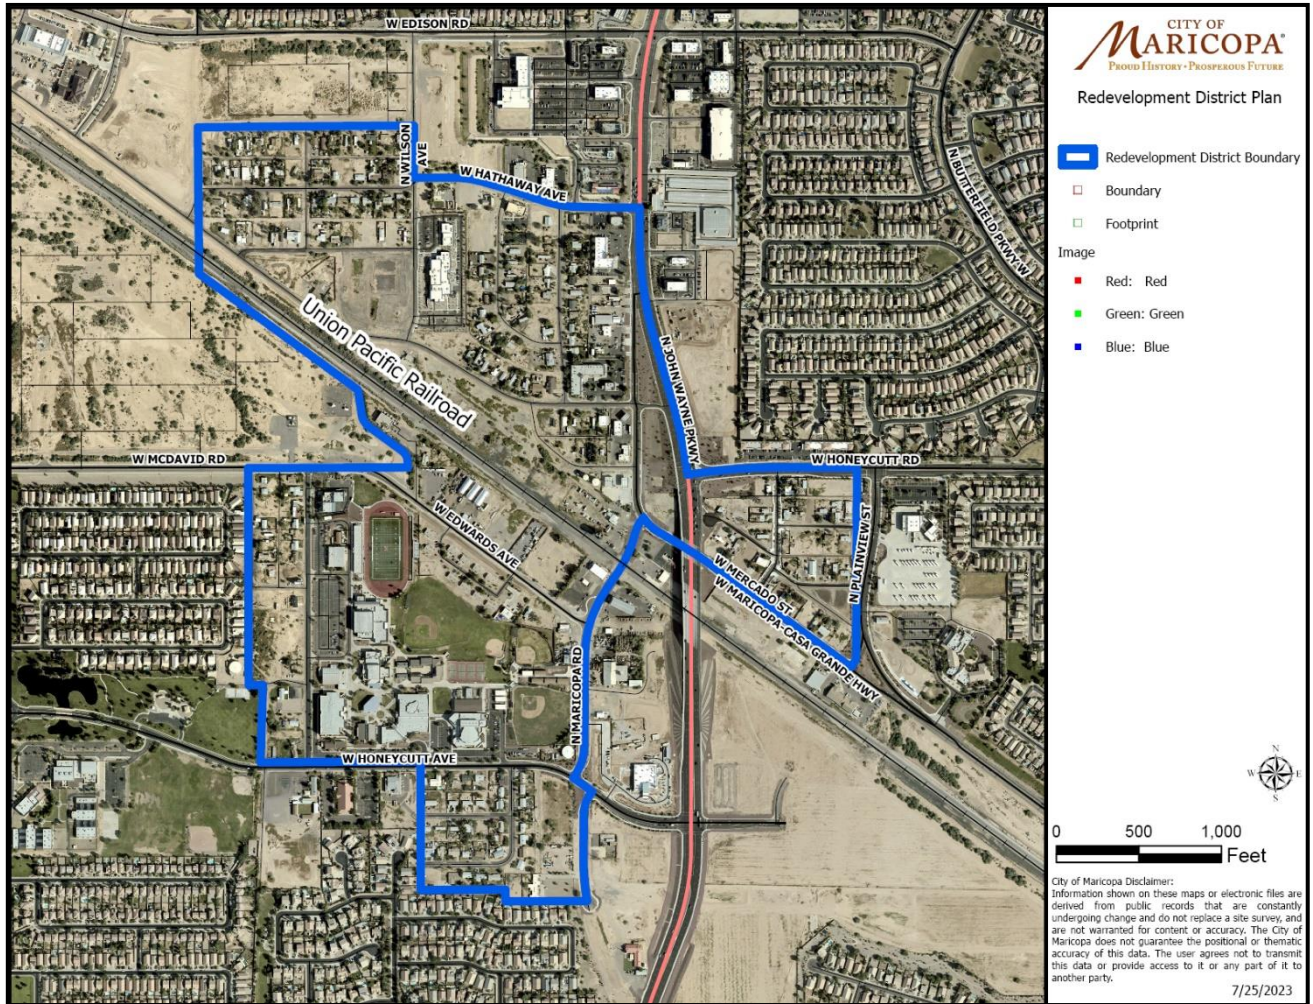 W EDISON RD
N WILSON
AVE
W HATHAWAY AVE
N BUTTERFIELD PKWY W
Union Pacific Railroad
N JOHN WAYNE PKWY
W MCDAVID RD
W HONEYCUTT RD
W EDWARDS AVE
N PLAINVIEW ST
W MERCADO ST
W MARICOPA-CASA GRANDE HWY
N MARICOPA RD
W HONEYCUTT AVE
CITY OF
MARICOPA®
PROUD HISTORY • PROSPEROUS FUTURE
Redevelopment District Plan
Redevelopment District Boundary
Boundary
Footprint
Image
Red: Red
Green: Green
Blue: Blue
N
W E
S
0 500 1,000
Feet
City of Maricopa Disclaimer:
Information shown on these maps or electronic files are
derived from public records that are constantly
undergoing change and do not replace a site survey, and
are not warranted for content or accuracy. The City of
Maricopa does not guarantee the positional or thematic
accuracy of this data. The user agrees not to transmit
this data or provide access to it or any part of it to
another party.
7/25/2023